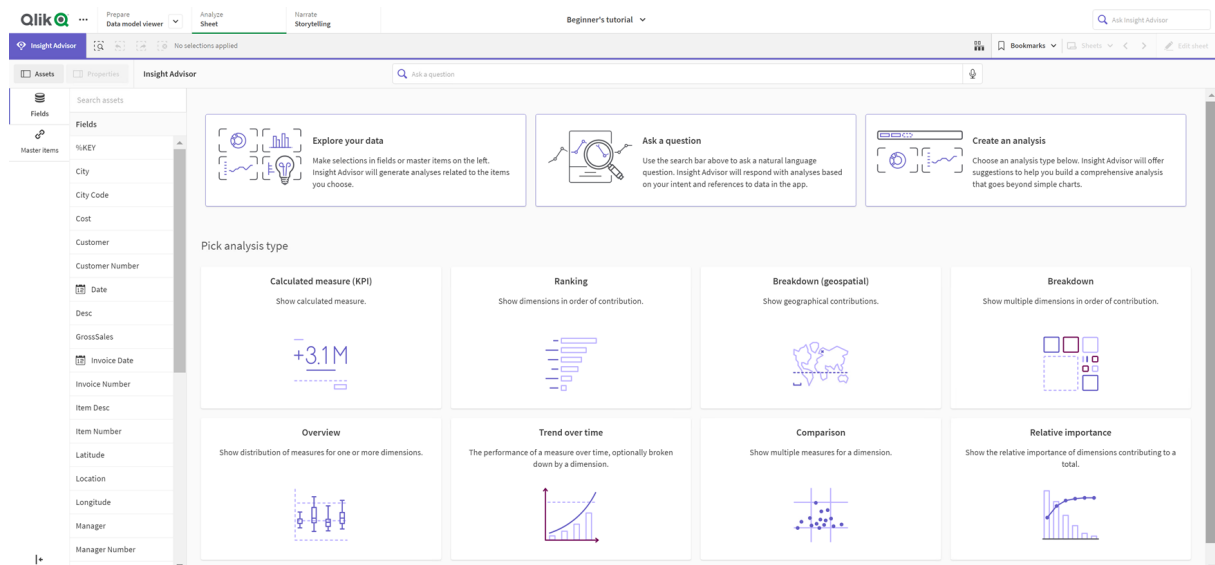 Qlik
Prepare
Data model viewer
Analyze
Sheet
Narrate
Storytelling
Beginner's tutorial
Ask Insight Advisor
Insight Advisor
No selections applied
Bookmarks
Sheets
Edit sheet
Assets
Properties
Insight Advisor
Ask a question
Fields
Master items
Search assets
Fields
%KEY
City
City Code
Cost
Customer
Customer Number
Date
Desc
GrossSales
Invoice Date
Invoice Number
Item Desc
Item Number
Latitude
Location
Longitude
Manager
Manager Number
Explore your data
Make selections in fields or master items on the left.
Insight Advisor will generate analyses related to the items
you choose.
Ask a question
Use the search bar above to ask a natural language
question. Insight Advisor will respond with analyses based
on your intent and references to data in the app.
Create an analysis
Choose an analysis type below. Insight Advisor will offer
suggestions to help you build a comprehensive analysis
that goes beyond simple charts.
Pick analysis type
Calculated measure (KPI)
Show calculated measure.
+3.1M
Ranking
Show dimensions in order of contribution.
Breakdown (geospatial)
Show geographical contributions.
Breakdown
Show multiple dimensions in order of contribution.
Overview
Show distribution of measures for one or more dimensions.
Trend over time
The performance of a measure over time, optionally broken
down by a dimension.
Comparison
Show multiple measures for a dimension.
Relative importance
Show the relative importance of dimensions contributing to a
total.